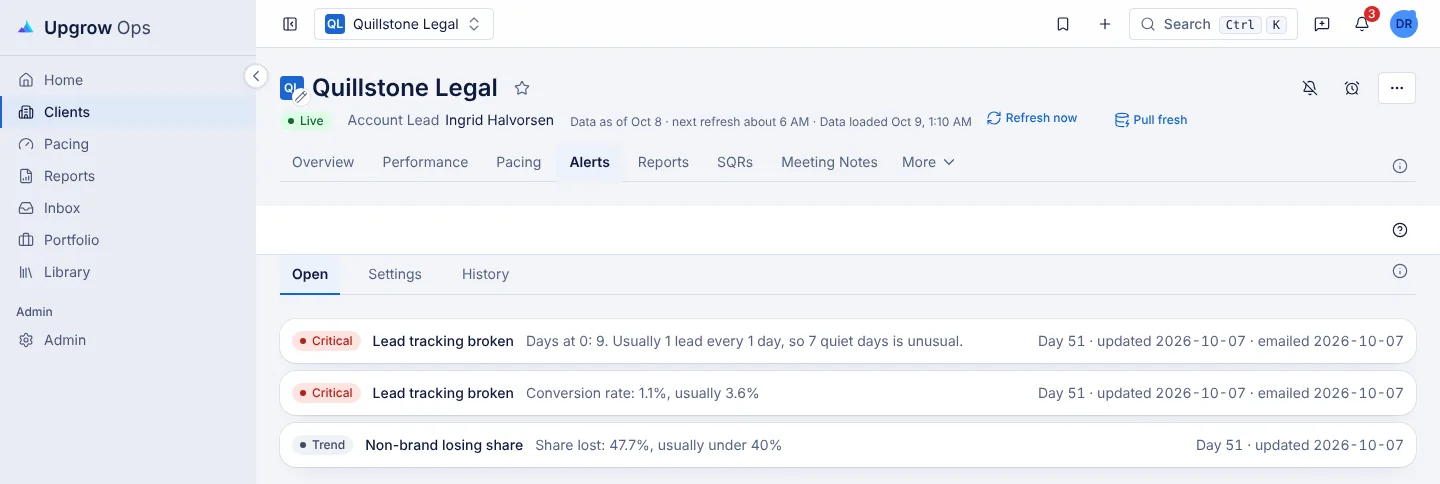 Upgrow Ops
QL Quillstone Legal
Search Ctrl K
3
DR
Home
Clients
Pacing
Reports
Inbox
Portfolio
Library
Admin
Admin
QL Quillstone Legal
Live Account Lead Ingrid Halvorsen Data as of Oct 8 · next refresh about 6 AM · Data loaded Oct 9, 1:10 AM Refresh now Pull fresh
Overview Performance Pacing Alerts Reports SQRs Meeting Notes More
Open Settings History
Critical Lead tracking broken Days at 0: 9. Usually 1 lead every 1 day, so 7 quiet days is unusual. Day 51 · updated 2026-10-07 · emailed 2026-10-07
Critical Lead tracking broken Conversion rate: 1.1%, usually 3.6% Day 51 · updated 2026-10-07 · emailed 2026-10-07
Trend Non-brand losing share Share lost: 47.7%, usually under 40% Day 51 · updated 2026-10-07